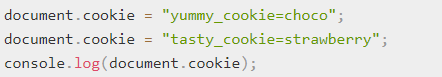 document.cookie = "yummy_cookie=choco";
document.cookie = "tasty_cookie=strawberry";
console.log(document.cookie);